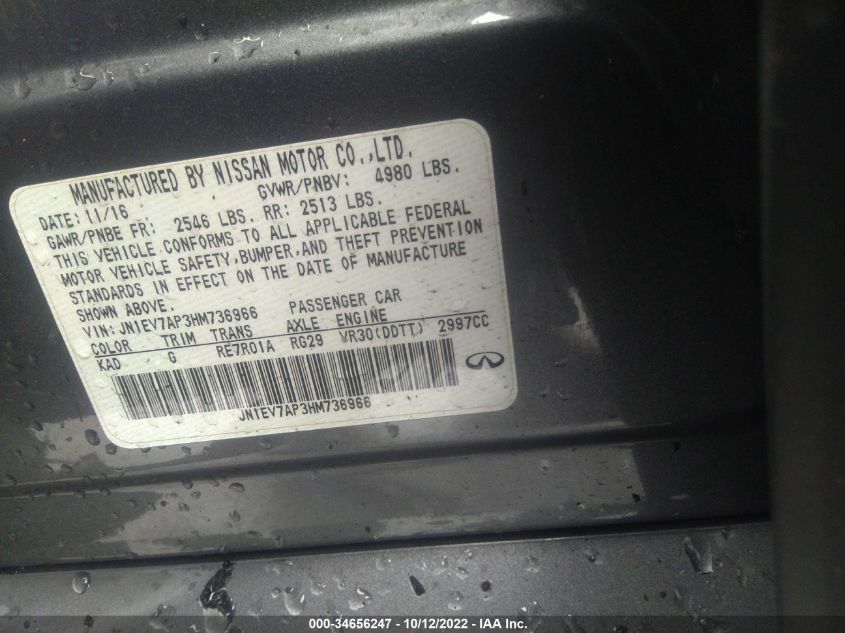 MANUFACTURED BY NISSAN MOTOR CO.,LTD.
DATE: 11/16 GVWR/PNBV: 4980 LBS.
GAWR/PNBE FR: 2546 LBS. RR: 2513 LBS.
THIS VEHICLE CONFORMS TO ALL APPLICABLE FEDERAL
MOTOR VEHICLE SAFETY,BUMPER,AND THEFT PREVENTION
STANDARDS IN EFFECT ON THE DATE OF MANUFACTURE
SHOWN ABOVE.
VIN: JN1EV7AP3HM736966 PASSENGER CAR
COLOR TRIM TRANS AXLE ENGINE
KAD G RE7R01A RG29 VR30(DDTT) 2997CC
JN1EV7AP3HM736966
000-34656247 - 10/12/2022 - IAA Inc.